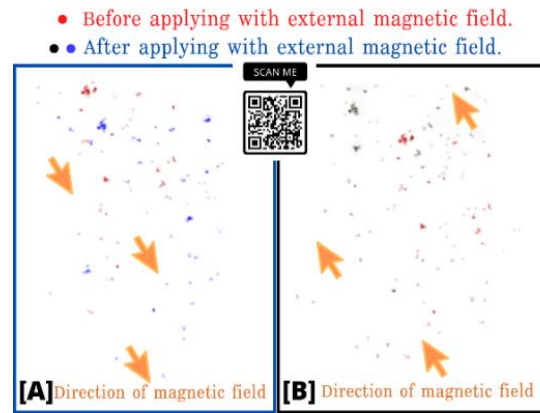 Before applying with external magnetic field.
After applying with external magnetic field.
SCAN ME
[A] Direction of magnetic field
[B] Direction of magnetic field